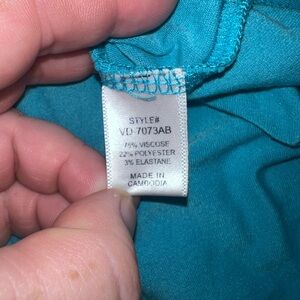 STYLE#
VD-7073AB
75% VISCOSE
22% POLYESTER
3% ELASTANE
MADE IN
CAMBODIA